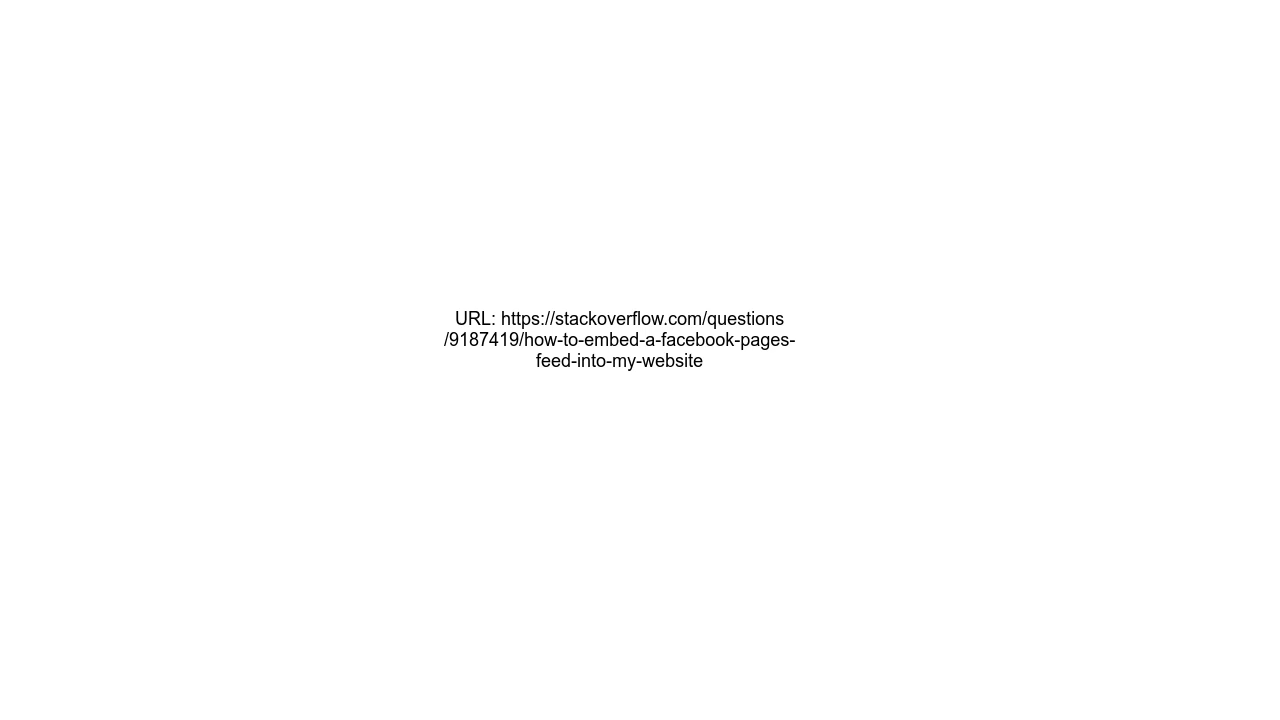 URL: https://stackoverflow.com/questions
/9187419/how-to-embed-a-facebook-pages-
feed-into-my-website